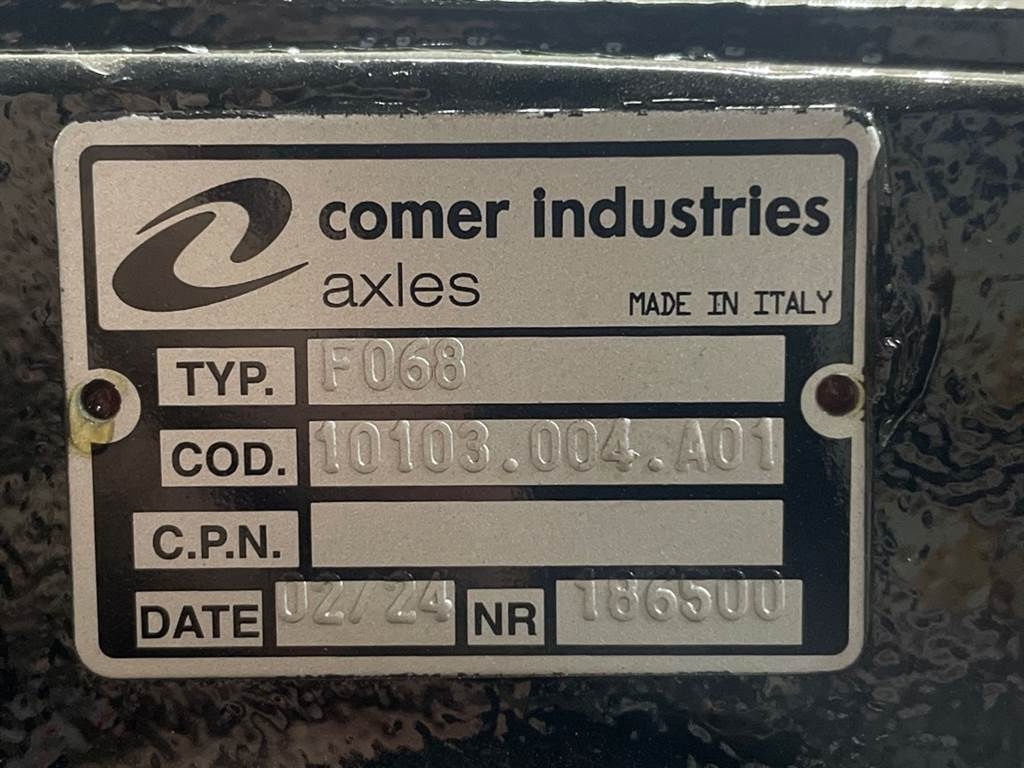 comer industries
axles
MADE IN ITALY
TYP. F068
COD. 10103.004.A01
C.P.N.
DATE 02/24 NR 186500